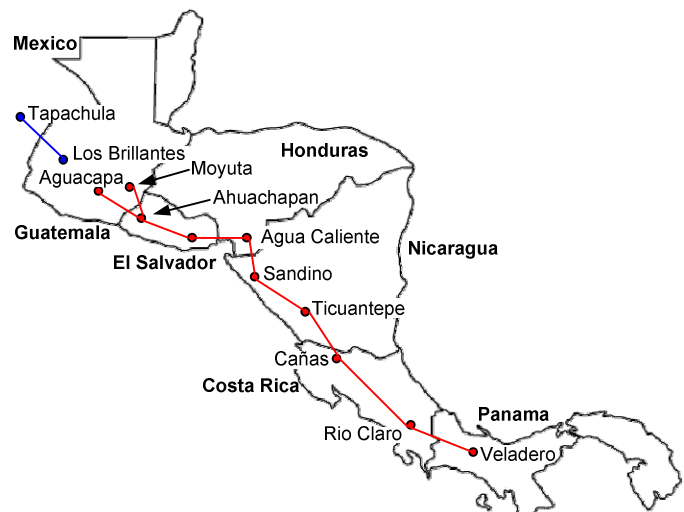 Mexico
Tapachula
Los Brillantes
Honduras
Moyuta
Aguacapa
Ahuachapan
Guatemala
Agua Caliente
Nicaragua
El Salvador
Sandino
Ticuantepe
Cañas
Costa Rica
Panama
Rio Claro
Veladero